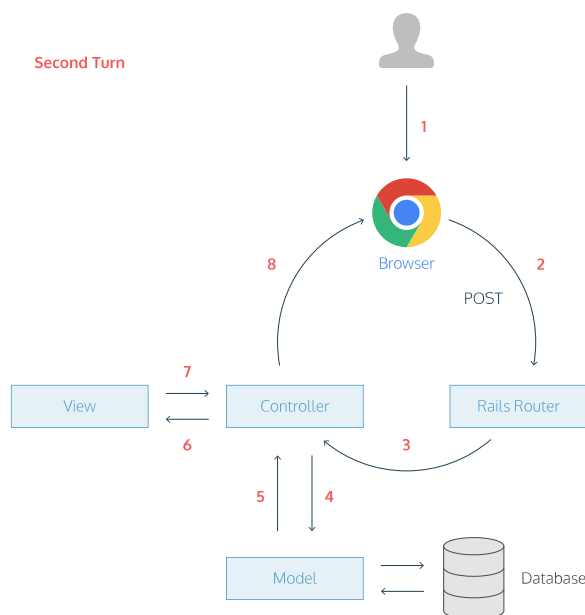 Second Turn
1
Browser
8
2
POST
7
View
Controller
Rails Router
6
3
5
4
Model
Database